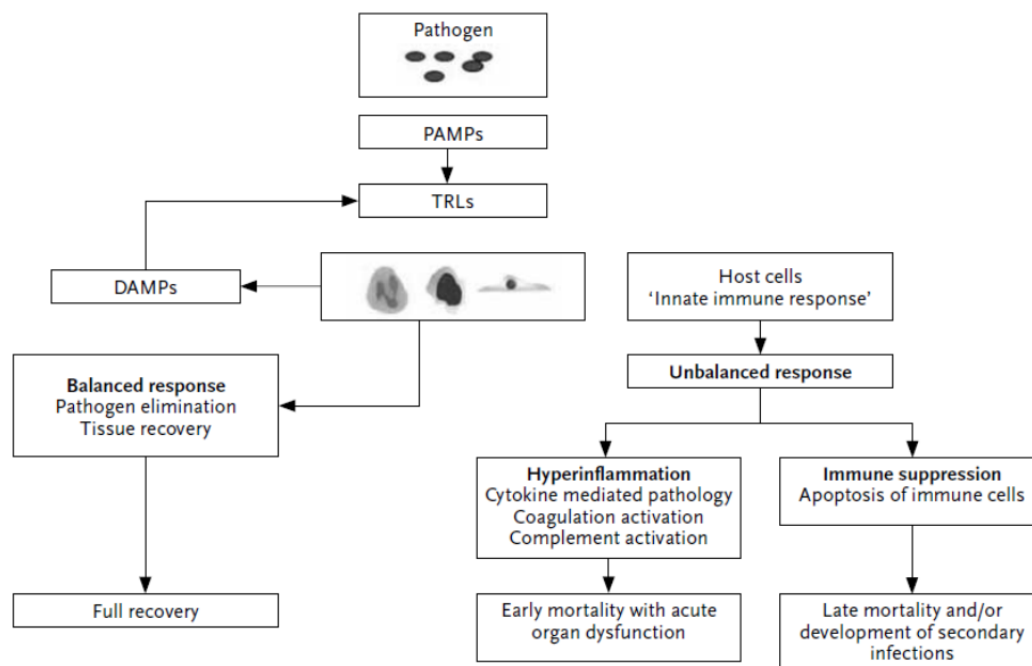 Pathogen
PAMPs
TRLs
DAMPs
Host cells
‘Innate immune response’
Unbalanced response
Balanced response
Pathogen elimination
Tissue recovery
Hyperinflammation
Cytokine mediated pathology
Coagulation activation
Complement activation
Immune suppression
Apoptosis of immune cells
Full recovery
Early mortality with acute
organ dysfunction
Late mortality and/or
development of secondary
infections